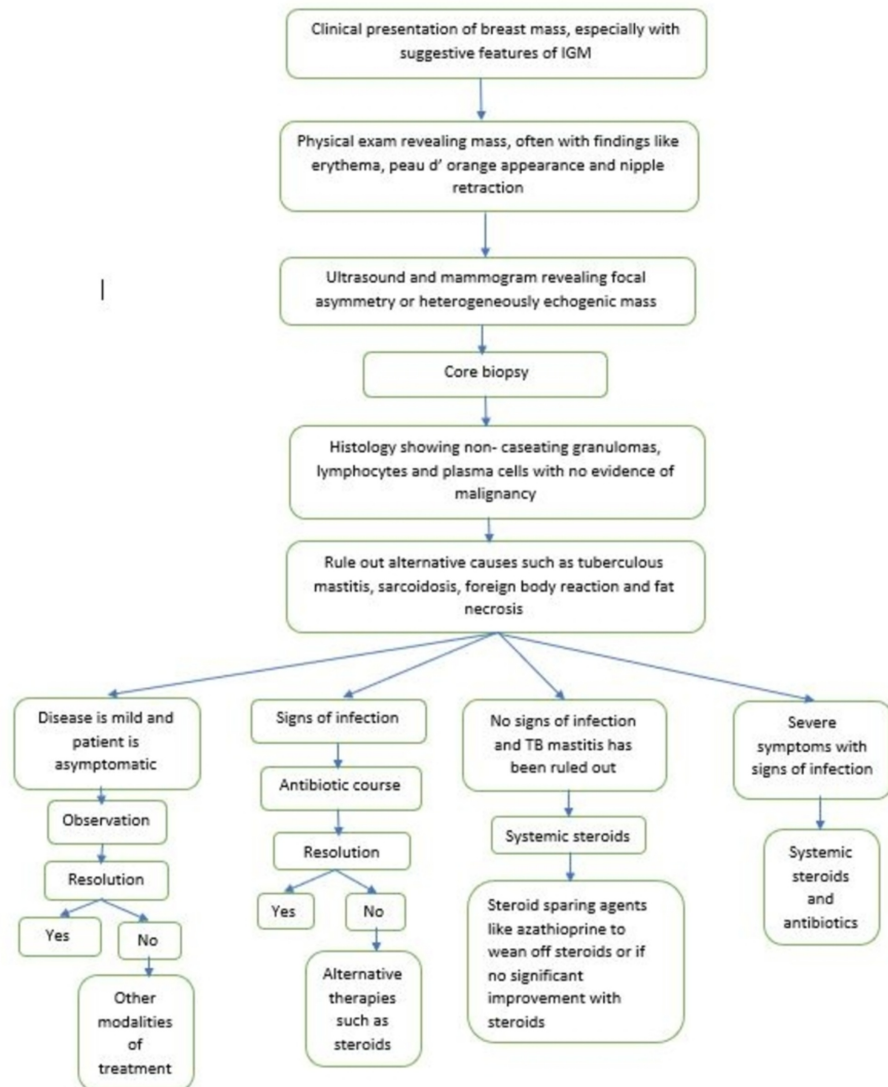 Clinical presentation of breast mass, especially with
suggestive features of IGM
Physical exam revealing mass, often with findings like
erythema, peau d' orange appearance and nipple
retraction
Ultrasound and mammogram revealing focal
asymmetry or heterogeneously echogenic mass
Core biopsy
Histology showing non- caseating granulomas,
lymphocytes and plasma cells with no evidence of
malignancy
Rule out alternative causes such as tuberculous
mastitis, sarcoidosis, foreign body reaction and fat
necrosis
Disease is mild and
patient is
asymptomatic
Observation
Resolution
Yes
No
Other
modalities
of
treatment
Signs of infection
Antibiotic course
Resolution
Yes
No
Alternative
therapies
such as
steroids
No signs of infection
and TB mastitis has
been ruled out
Systemic steroids
Steroid sparing agents
like azathioprine to
wean off steroids or if
no significant
improvement with
steroids
Severe
symptoms with
signs of infection
Systemic
steroids
and
antibiotics